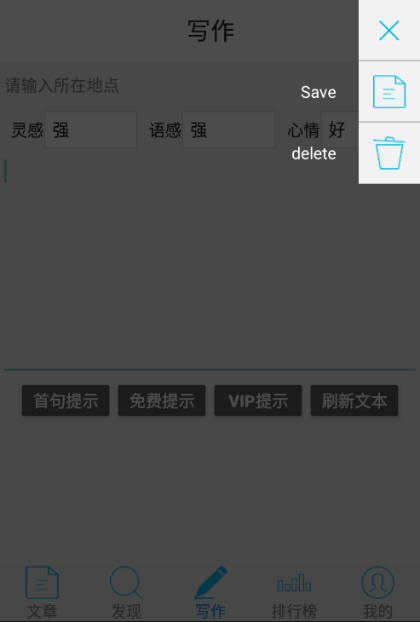 写作
请输入所在地点
Save
灵感 强 语感 强 心情 好
delete
首句提示 免费提示 VIP提示 刷新文本
文章 发现 写作 排行榜 我的